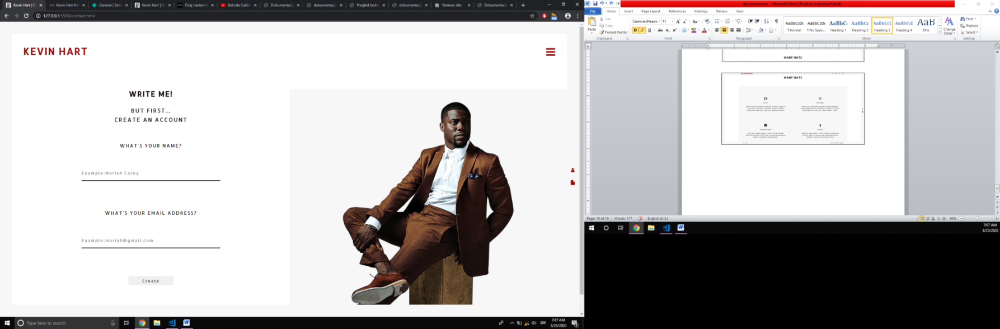 Kevin Hart | C
Kevin Hart Na
General | Sett
Kevin Hart | H
Ovaj nastavnik
Belinda Carlisl
Dokumentacij
dokumentacij
Pregled bodov
dokumentacij
Yankees site
Dokumentacij
127.0.0.1:5500/contact.html
KEVIN HART
WRITE ME!
BUT FIRST...
CREATE AN ACCOUNT
WHAT'S YOUR NAME?
Example:Mariah Carey
WHAT'S YOUR EMAIL ADDRESS?
Example:mariah@gmail.com
Create
Type here to search
SRP
7:07 AM
3/25/2020
documentation - Microsoft Word (Product Activation Failed)
File Home Insert Page Layout References Mailings Review View
Paste
Cut
Copy
Format Painter
Clipboard
Cambria (Headi 11
Font
Paragraph
AaBbCcDc AaBbCcDc AaBbC AaBbCc AaBbCcI AaBbCcE AaB
¶ Normal ¶ No Spaci... Heading 1 Heading 2 Heading 3 Heading 4 Title
Change Styles
Styles
Find
Replace
Select
Editing
MANY HATS
MANY HATS
Page: 10 of 10 Words: 177 English (U.S.) 90%
7:07 AM
3/25/2020